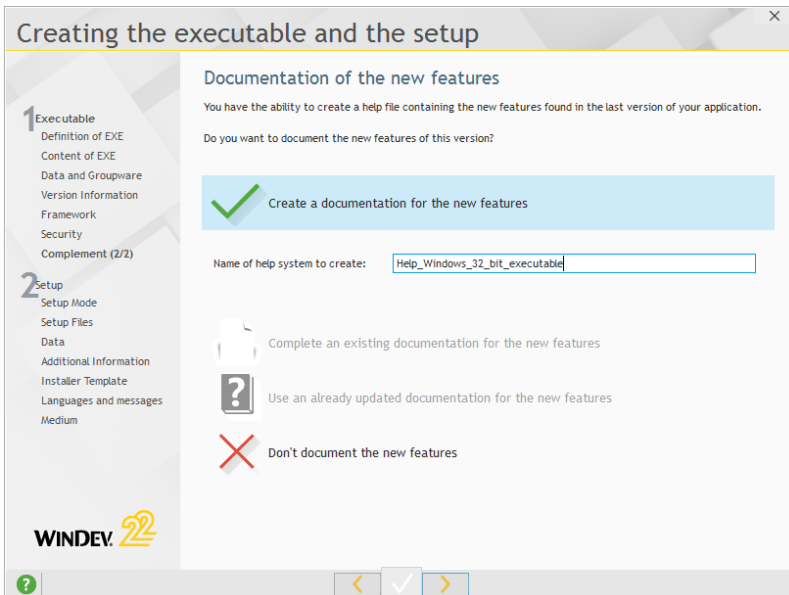 Creating the executable and the setup
1 Executable
Definition of EXE
Content of EXE
Data and Groupware
Version Information
Framework
Security
Complement (2/2)
2 Setup
Setup Mode
Setup Files
Data
Additional Information
Installer Template
Languages and messages
Medium
WINDEV. 22
Documentation of the new features
You have the ability to create a help file containing the new features found in the last version of your application.
Do you want to document the new features of this version?
Create a documentation for the new features
Name of help system to create: Help_Windows_32_bit_executable
Complete an existing documentation for the new features
? Use an already updated documentation for the new features
Don't document the new features
?